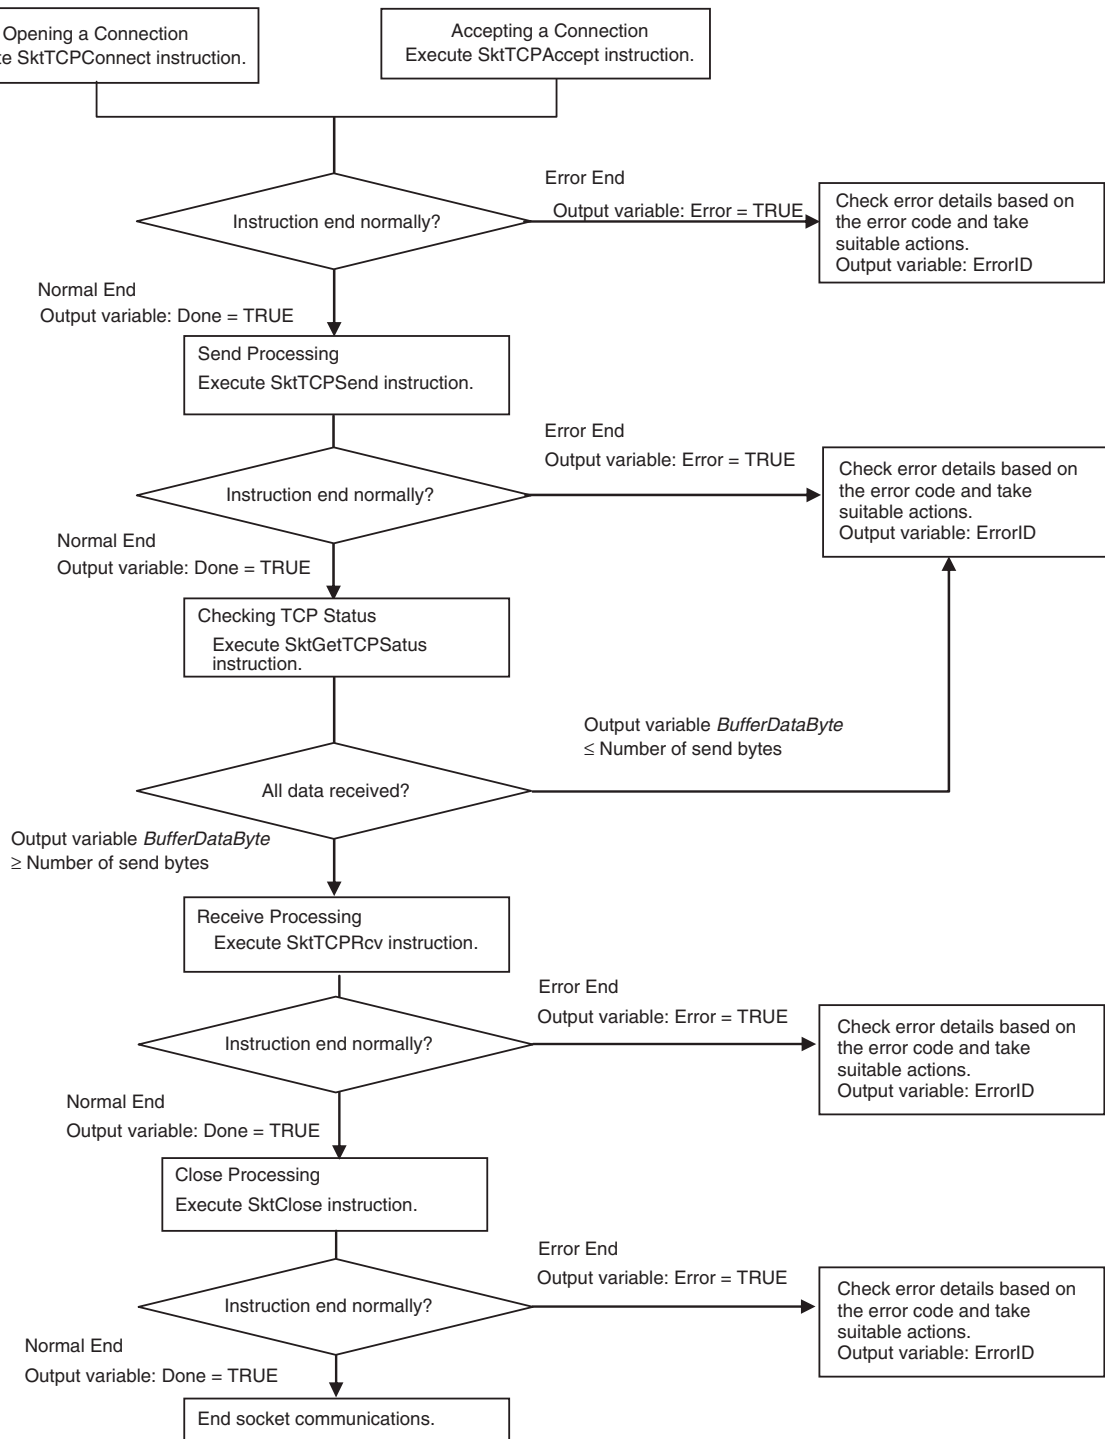 Opening a Connection
SktTCPConnect instruction.
Accepting a Connection
Execute SktTCPAccept instruction.
Instruction end normally?
Error End
Output variable: Error = TRUE
Check error details based on
the error code and take
suitable actions.
Output variable: ErrorID
Normal End
Output variable: Done = TRUE
Send Processing
Execute SktTCPSend instruction.
Instruction end normally?
Error End
Output variable: Error = TRUE
Check error details based on
the error code and take
suitable actions.
Output variable: ErrorID
Normal End
Output variable: Done = TRUE
Checking TCP Status
Execute SktGetTCPSatus
instruction.
Output variable BufferDataByte
≤ Number of send bytes
All data received?
Output variable BufferDataByte
≥ Number of send bytes
Receive Processing
Execute SktTCPRcv instruction.
Instruction end normally?
Error End
Output variable: Error = TRUE
Check error details based on
the error code and take
suitable actions.
Output variable: ErrorID
Normal End
Output variable: Done = TRUE
Close Processing
Execute SktClose instruction.
Instruction end normally?
Error End
Output variable: Error = TRUE
Check error details based on
the error code and take
suitable actions.
Output variable: ErrorID
Normal End
Output variable: Done = TRUE
End socket communications.